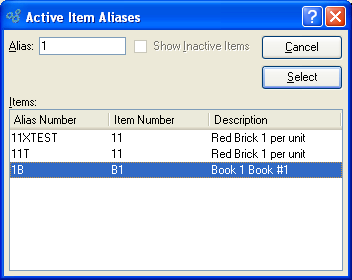 Active Item Aliases
Alias: 1 Show Inactive Items Cancel
Select
Items:
Alias Number Item Number Description
11XTEST 11 Red Brick 1 per unit
11T 11 Red Brick 1 per unit
1B B1 Book 1 Book #1